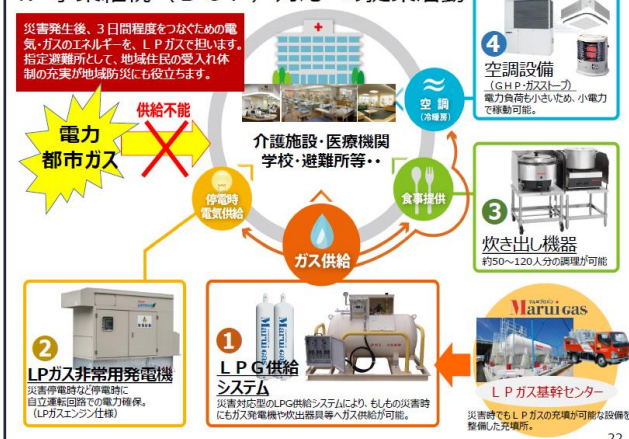 災害発生後、3日間程度をつなぐための電
気・ガスのエネルギーを、LPガスで担います。
指定避難所として、地域住民の受入れ体
制の充実が地域防災にも役立ちます。
供給不能
電力
都市ガス
介護施設・医療機関
学校・避難所等・・
空調
(冷暖房)
停電時
電気供給
食事提供
ガス供給
4
空調設備
(GHP・ガスストーブ)
電力負荷も小さいため、小電力
で稼動可能。
3
炊き出し機器
約50～120人分の調理が可能
2
LPガス非常用発電機
災害停電時など停電時に
自立運転回路での電力確保。
(LPガスエンジン仕様)
1
Marui gas
Marui gas
LPG供給
システム
災害対応型のLPG供給システムにより、もしもの災害時
にもガス発電機や炊出器具等へガス供給が可能。
Marui gas
LPガス基幹センター
災害時でもLPガスの充填が可能な設備を
整備した充填所。
22